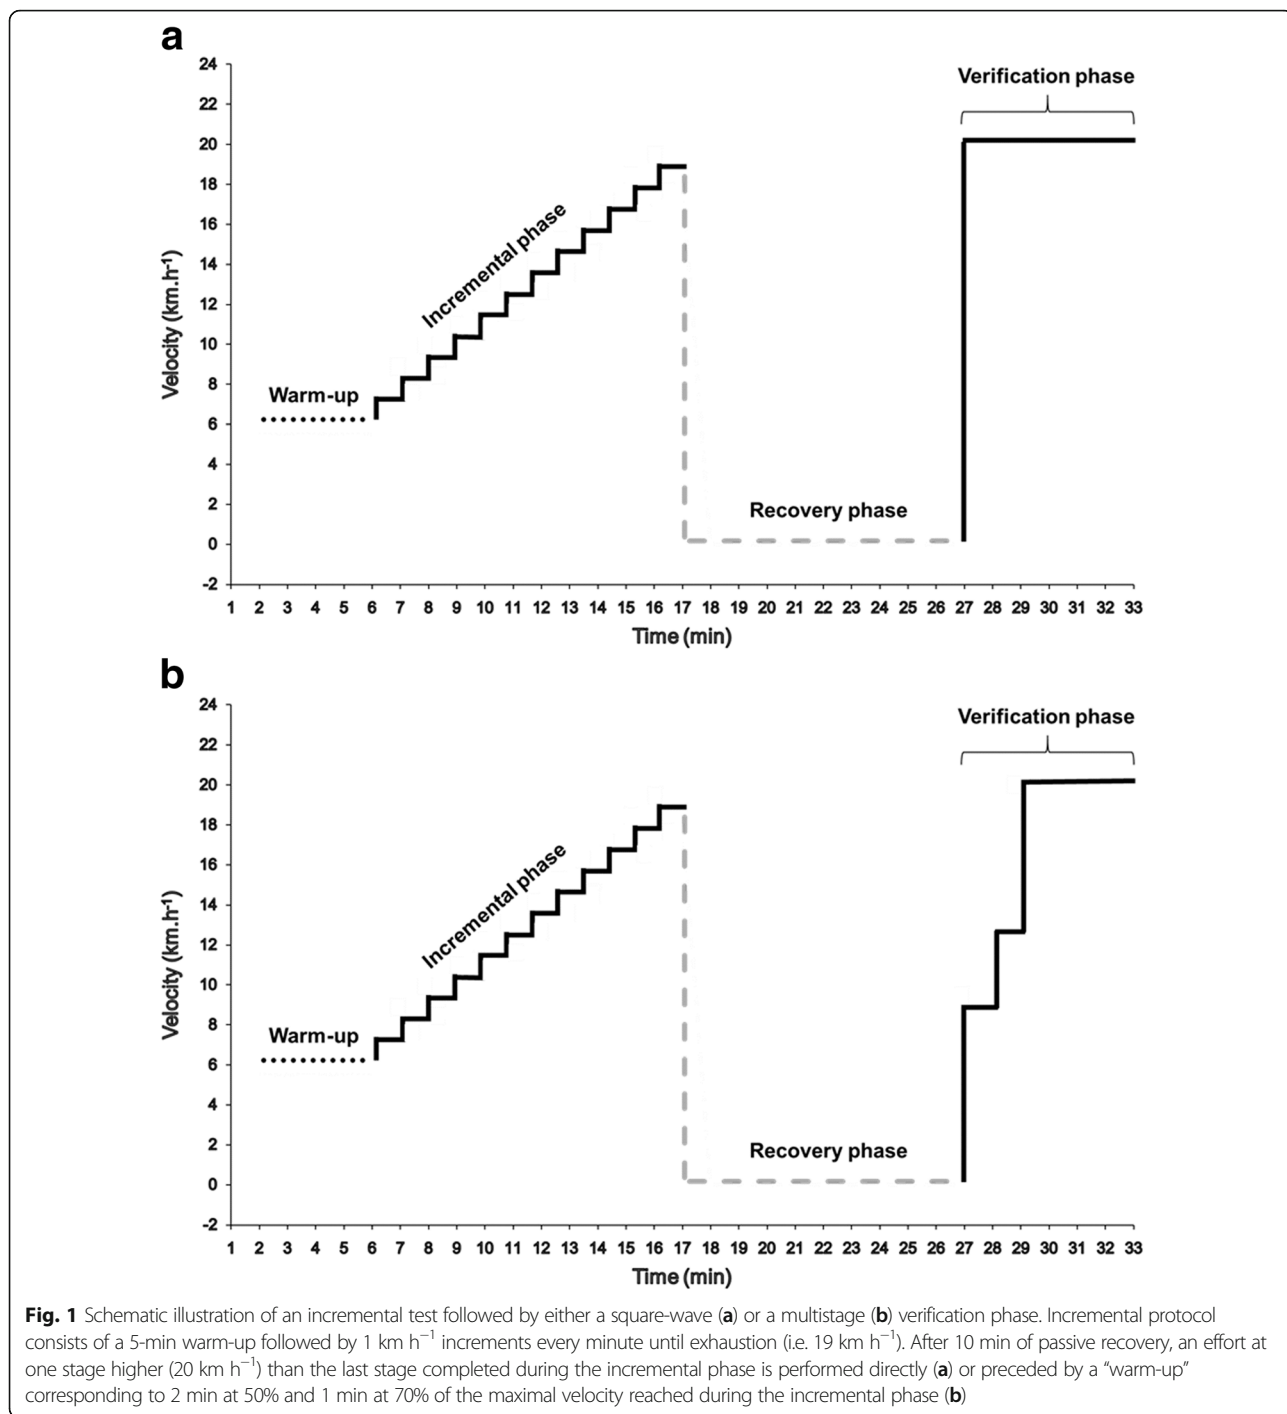 a
24
22
20
18
16
14
12
10
8
6
4
2
0
-2
Velocity (km.h-1)
Warm-up
Incremental phase
Recovery phase
Verification phase
1 2 3 4 5 6 7 8 9 10 11 12 13 14 15 16 17 18 19 20 21 22 23 24 25 26 27 28 29 30 31 32 33
Time (min)
b
24
22
20
18
16
14
12
10
8
6
4
2
0
-2
Velocity (km.h-1)
Warm-up
Incremental phase
Recovery phase
Verification phase
1 2 3 4 5 6 7 8 9 10 11 12 13 14 15 16 17 18 19 20 21 22 23 24 25 26 27 28 29 30 31 32 33
Time (min)
Fig. 1 Schematic illustration of an incremental test followed by either a square-wave (a) or a multistage (b) verification phase. Incremental protocol
consists of a 5-min warm-up followed by 1 km h−1 increments every minute until exhaustion (i.e. 19 km h−1). After 10 min of passive recovery, an effort at
one stage higher (20 km h−1) than the last stage completed during the incremental phase is performed directly (a) or preceded by a “warm-up”
corresponding to 2 min at 50% and 1 min at 70% of the maximal velocity reached during the incremental phase (b)